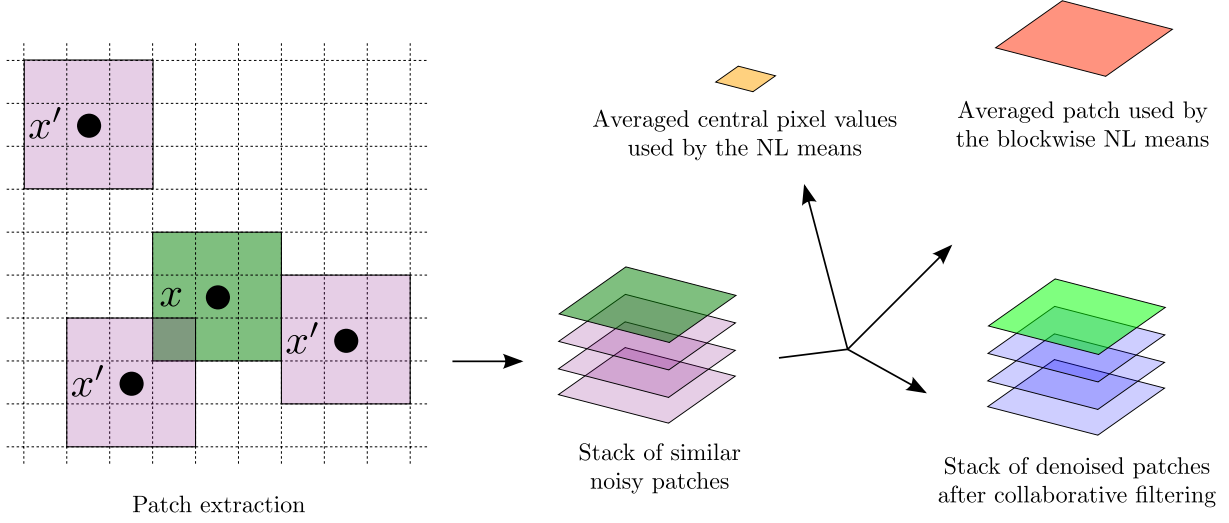 x′
x
x′
x′
Patch extraction
Stack of similar
noisy patches
Averaged central pixel values
used by the NL means
Averaged patch used by
the blockwise NL means
Stack of denoised patches
after collaborative filtering